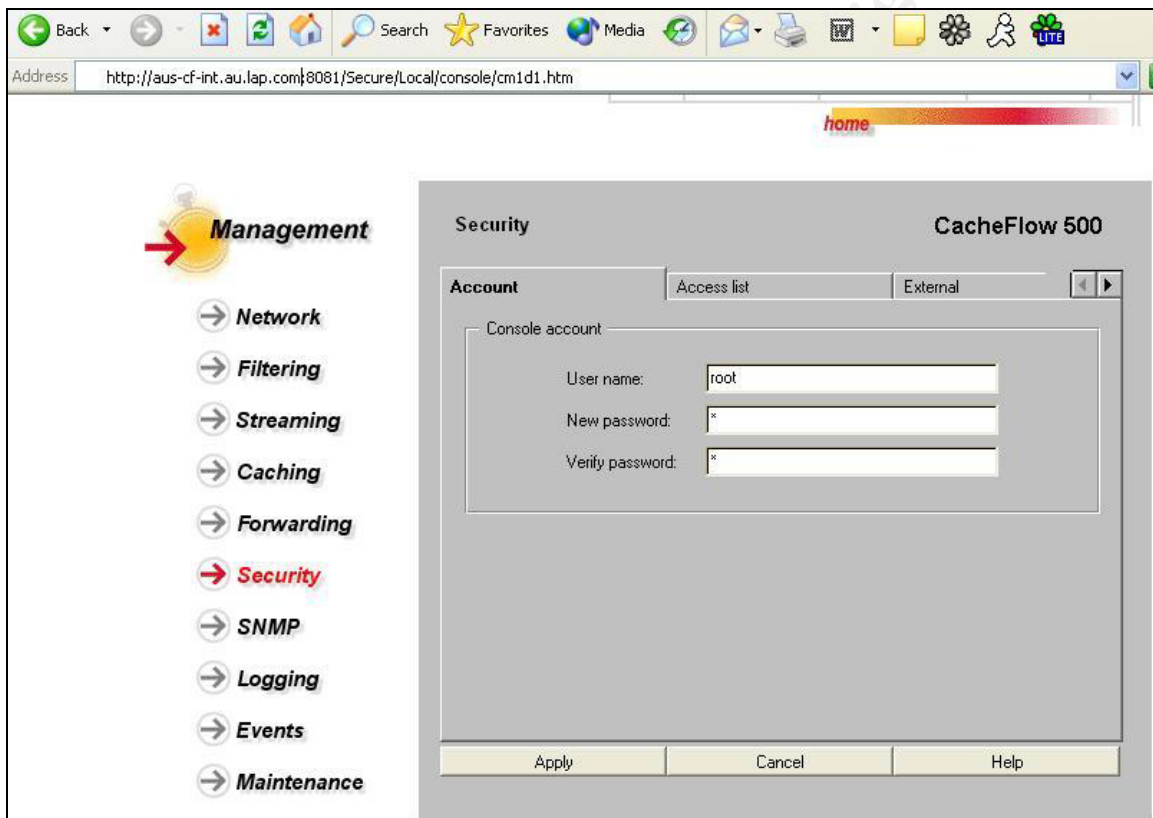 Back
Search
Favorites
Media
LITE
Address http://aus-cf-int.au.lap.com:8081/Secure/Local/console/cm1d1.htm
home
Management
Security
CacheFlow 500
Account
Access list
External
Network
Filtering
Streaming
Caching
Forwarding
Security
SNMP
Logging
Events
Maintenance
Console account
User name: root
New password: *
Verify password: *
Apply
Cancel
Help